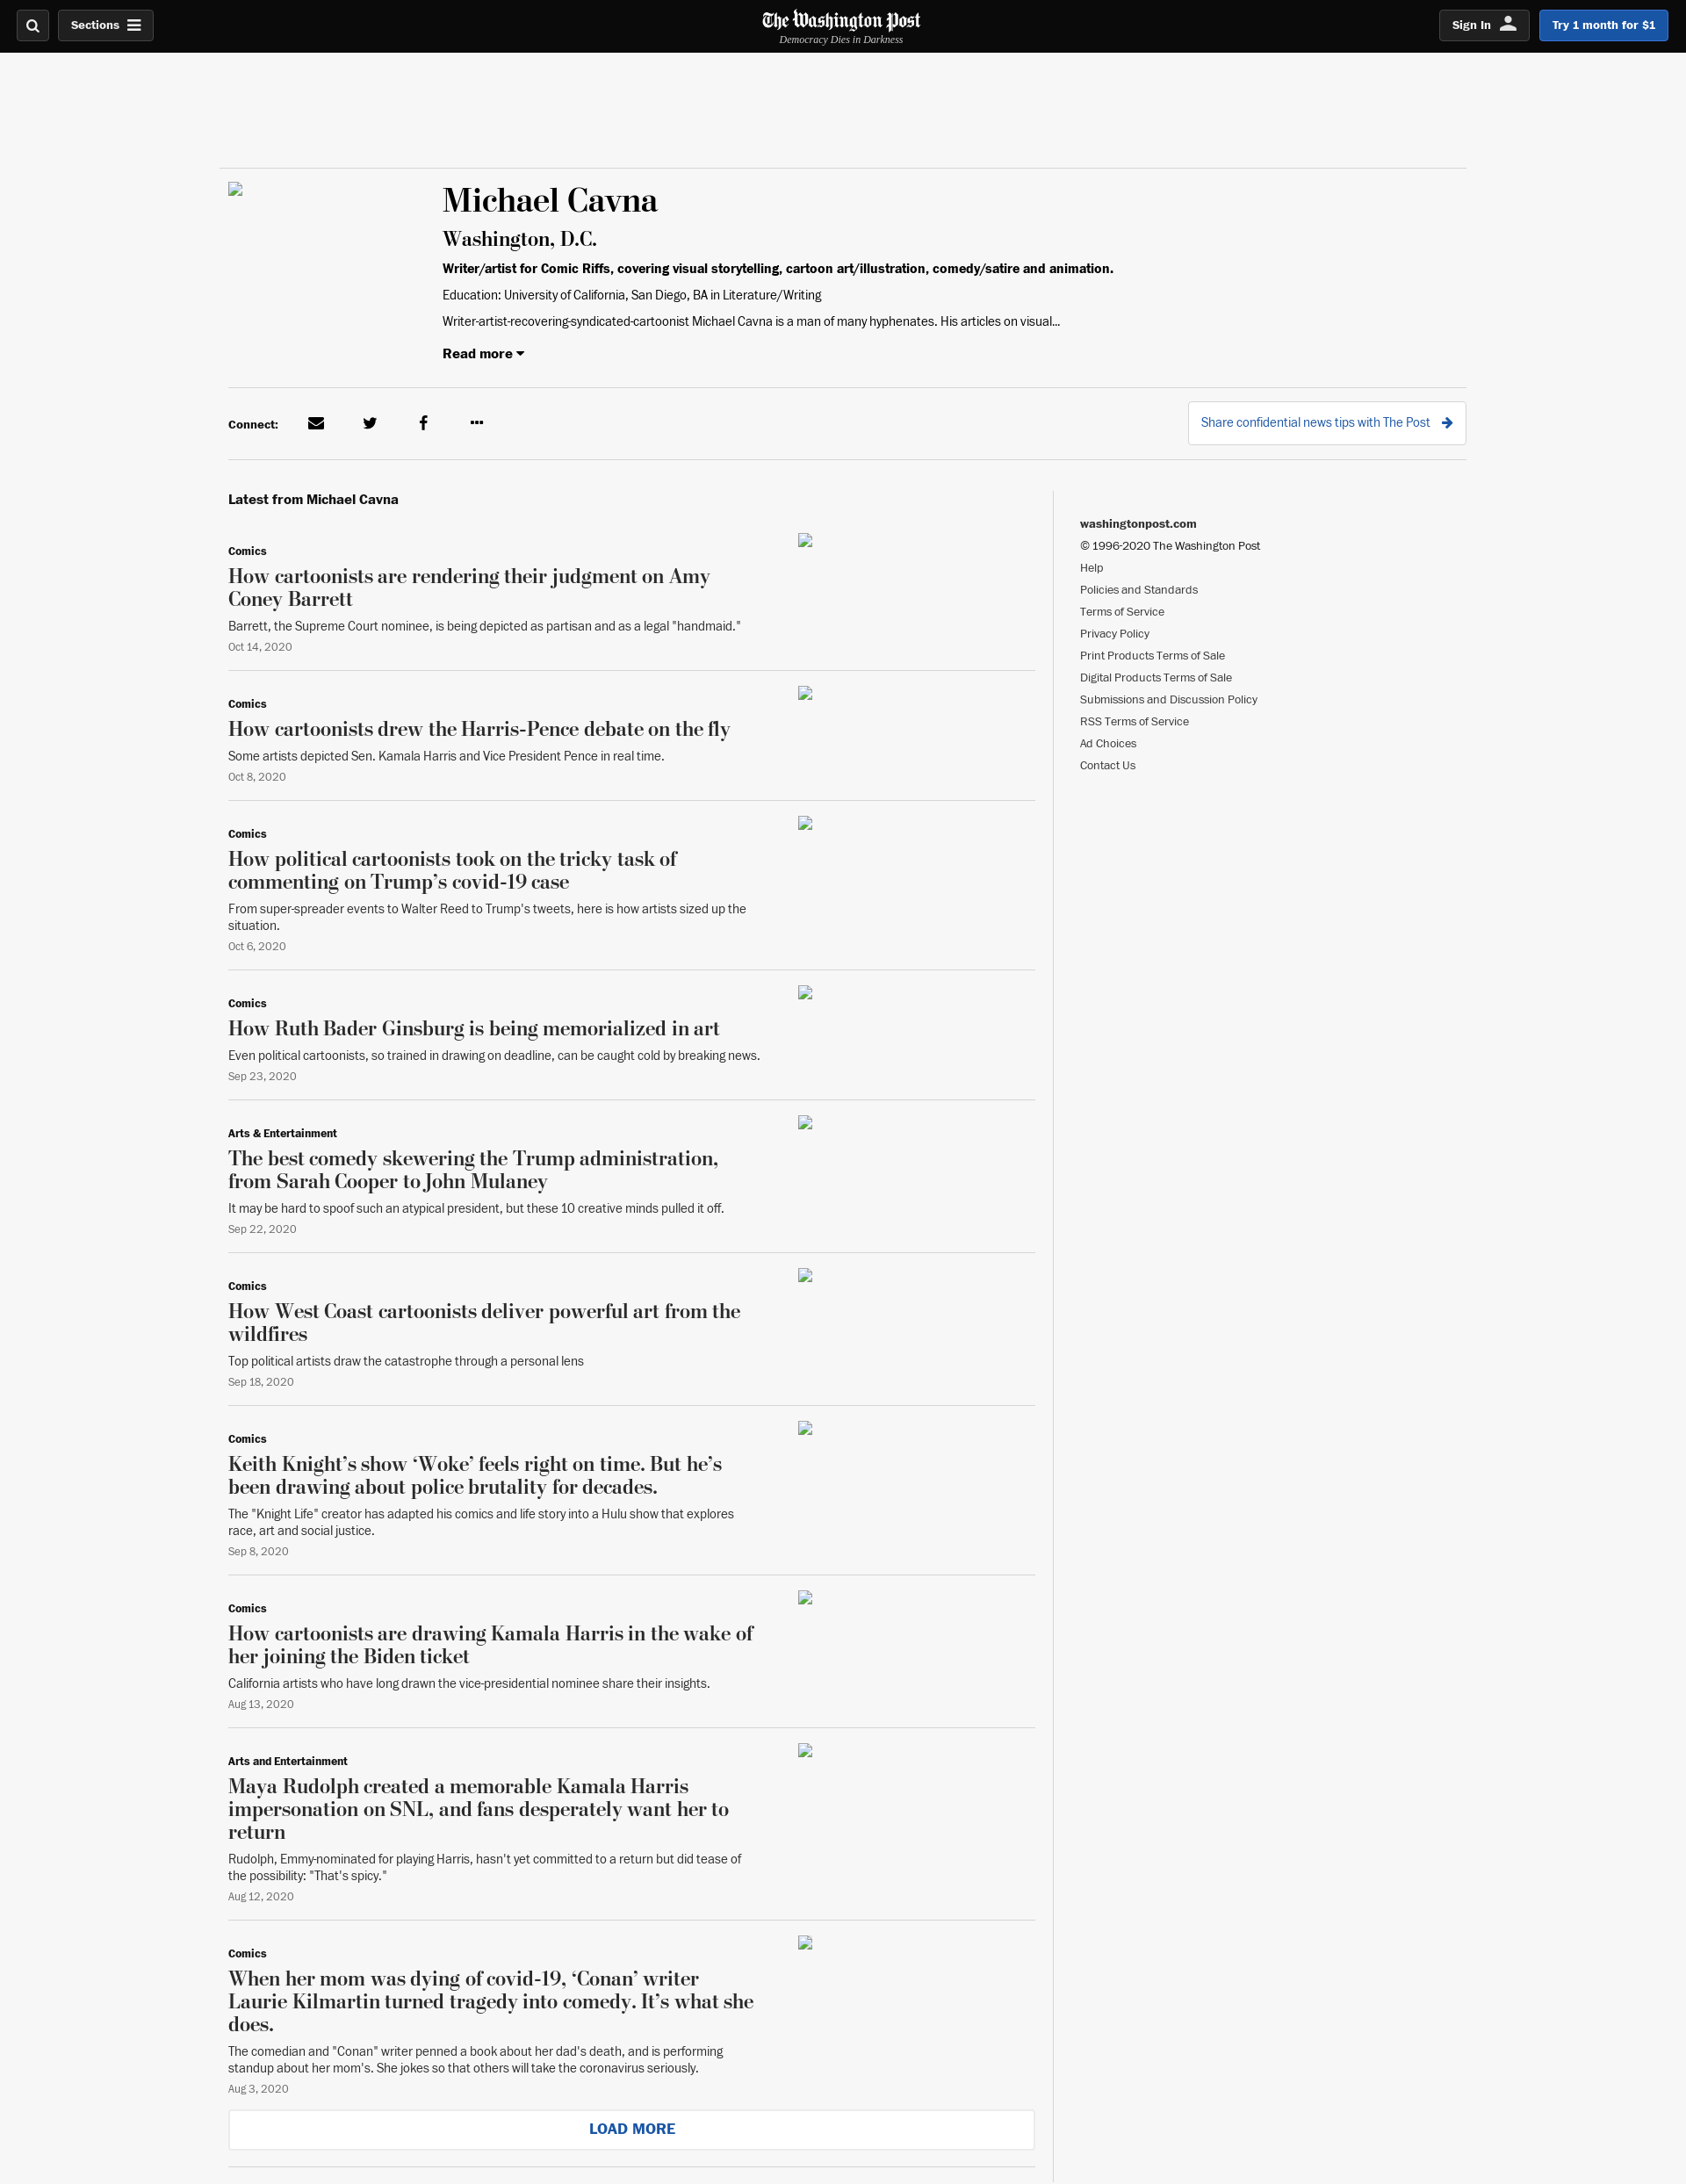 Sections
The Washington Post
Democracy Dies in Darkness
Sign In
Try 1 month for $1
Michael Cavna
Washington, D.C.
Writer/artist for Comic Riffs, covering visual storytelling, cartoon art/illustration, comedy/satire and animation.
Education: University of California, San Diego, BA in Literature/Writing
Writer-artist-recovering-syndicated-cartoonist Michael Cavna is a man of many hyphenates. His articles on visual...
Read more
Connect:
Share confidential news tips with The Post
Latest from Michael Cavna
Comics
How cartoonists are rendering their judgment on Amy
Coney Barrett
Barrett, the Supreme Court nominee, is being depicted as partisan and as a legal "handmaid."
Oct 14, 2020
Comics
How cartoonists drew the Harris-Pence debate on the fly
Some artists depicted Sen. Kamala Harris and Vice President Pence in real time.
Oct 8, 2020
Comics
How political cartoonists took on the tricky task of
commenting on Trump’s covid-19 case
From super-spreader events to Walter Reed to Trump's tweets, here is how artists sized up the
situation.
Oct 6, 2020
Comics
How Ruth Bader Ginsburg is being memorialized in art
Even political cartoonists, so trained in drawing on deadline, can be caught cold by breaking news.
Sep 23, 2020
Arts & Entertainment
The best comedy skewering the Trump administration,
from Sarah Cooper to John Mulaney
It may be hard to spoof such an atypical president, but these 10 creative minds pulled it off.
Sep 22, 2020
Comics
How West Coast cartoonists deliver powerful art from the
wildfires
Top political artists draw the catastrophe through a personal lens
Sep 18, 2020
Comics
Keith Knight’s show ‘Woke’ feels right on time. But he’s
been drawing about police brutality for decades.
The "Knight Life" creator has adapted his comics and life story into a Hulu show that explores
race, art and social justice.
Sep 8, 2020
Comics
How cartoonists are drawing Kamala Harris in the wake of
her joining the Biden ticket
California artists who have long drawn the vice-presidential nominee share their insights.
Aug 13, 2020
Arts and Entertainment
Maya Rudolph created a memorable Kamala Harris
impersonation on SNL, and fans desperately want her to
return
Rudolph, Emmy-nominated for playing Harris, hasn't yet committed to a return but did tease of
the possibility: "That's spicy."
Aug 12, 2020
Comics
When her mom was dying of covid-19, ‘Conan’ writer
Laurie Kilmartin turned tragedy into comedy. It’s what she
does.
The comedian and "Conan" writer penned a book about her dad's death, and is performing
standup about her mom's. She jokes so that others will take the coronavirus seriously.
Aug 3, 2020
LOAD MORE
washingtonpost.com
© 1996-2020 The Washington Post
Help
Policies and Standards
Terms of Service
Privacy Policy
Print Products Terms of Sale
Digital Products Terms of Sale
Submissions and Discussion Policy
RSS Terms of Service
Ad Choices
Contact Us